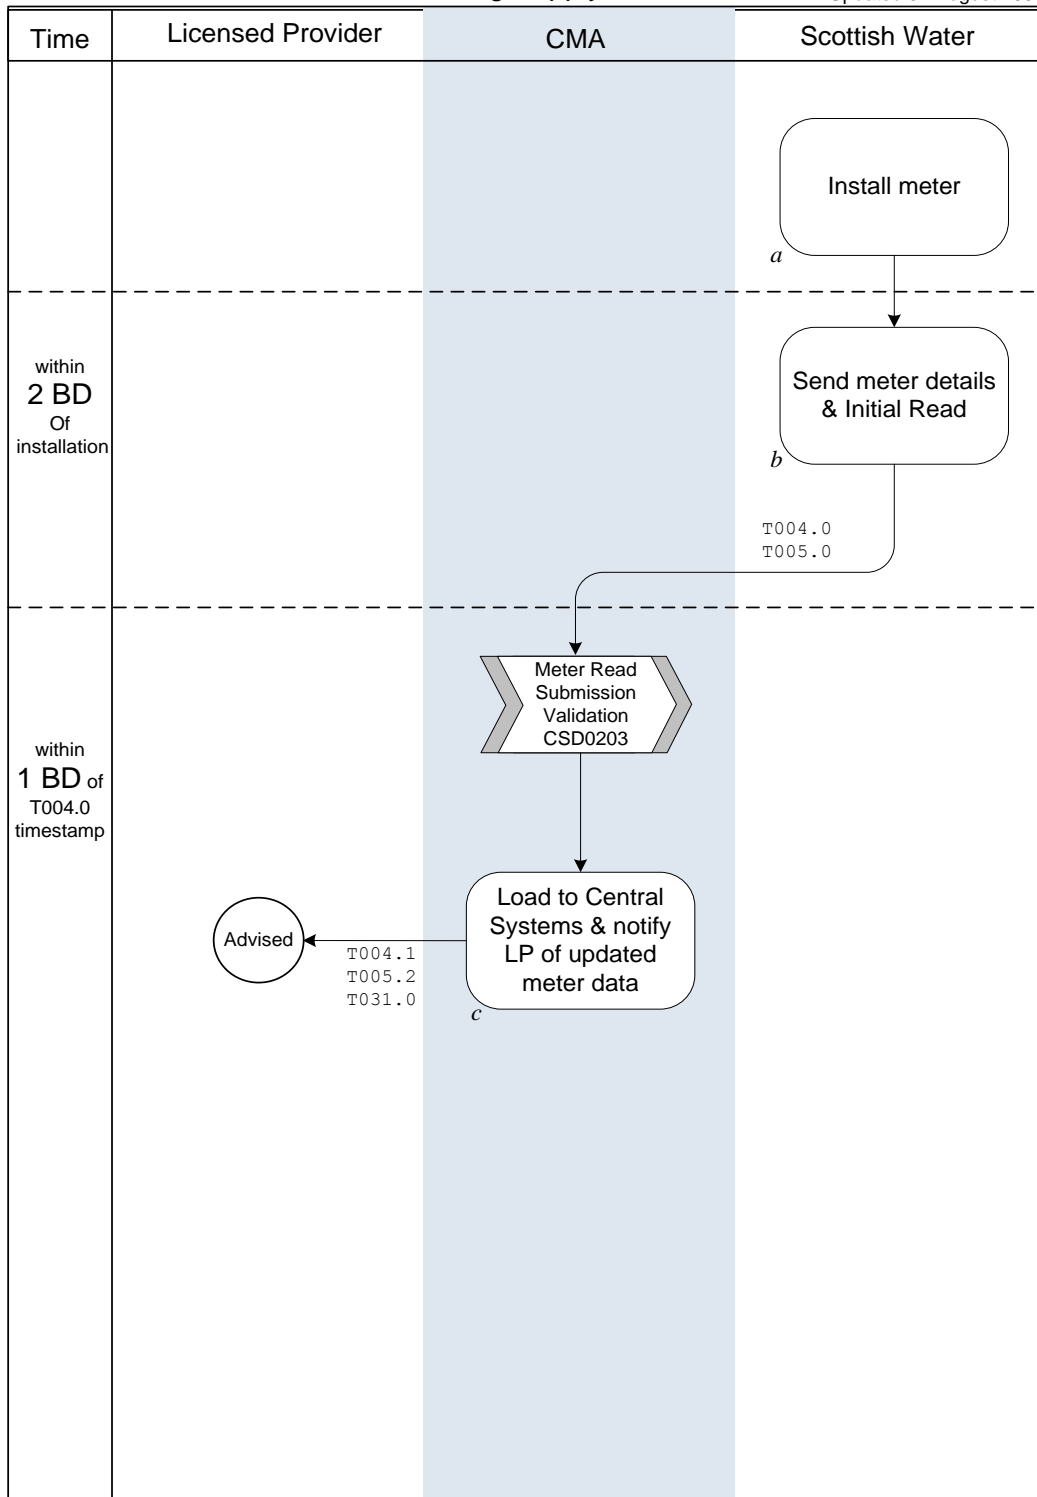 Time
Licensed Provider
CMA
Scottish Water
Install meter
a
within
2 BD
Of
installation
Send meter details
& Initial Read
b
T004.0
T005.0
within
1 BD of
T004.0
timestamp
Meter Read
Submission
Validation
CSD0203
Load to Central
Systems & notify
LP of updated
meter data
c
Advised
T004.1
T005.2
T031.0